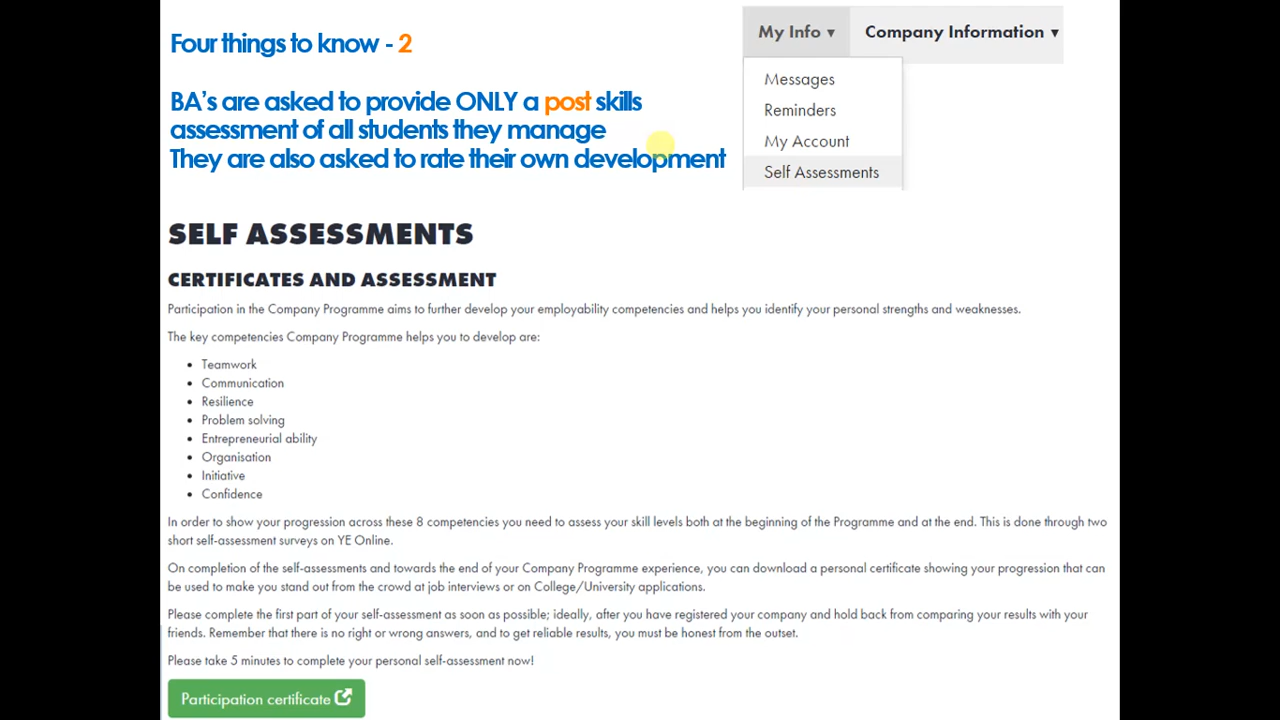 Four things to know - 2
My Info ▾
Company Information ▾
BA's are asked to provide ONLY a post skills
assessment of all students they manage
They are also asked to rate their own development
Messages
Reminders
My Account
Self Assessments
SELF ASSESSMENTS
CERTIFICATES AND ASSESSMENT
Participation in the Company Programme aims to further develop your employability competencies and helps you identify your personal strengths and weaknesses.
The key competencies Company Programme helps you to develop are:
• Teamwork
• Communication
• Resilience
• Problem solving
• Entrepreneurial ability
• Organisation
• Initiative
• Confidence
In order to show your progression across these 8 competencies you need to assess your skill levels both at the beginning of the Programme and at the end. This is done through two
short self-assessment surveys on YE Online.
On completion of the self-assessments and towards the end of your Company Programme experience, you can download a personal certificate showing your progression that can
be used to make you stand out from the crowd at job interviews or on College/University applications.
Please complete the first part of your self-assessment as soon as possible; ideally, after you have registered your company and hold back from comparing your results with your
friends. Remember that there is no right or wrong answers, and to get reliable results, you must be honest from the outset.
Please take 5 minutes to complete your personal self-assessment now!
Participation certificate